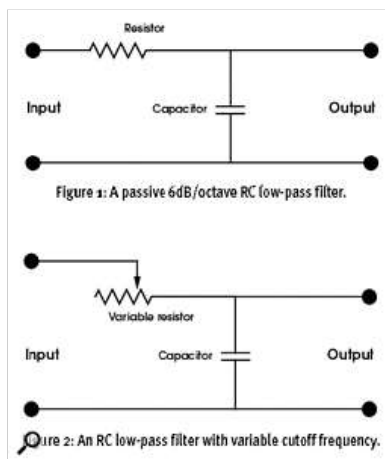 Resistor
Input
Capacitor
Output
Figure 1: A passive 6dB/octave RC low-pass filter.
Variable resistor
Input
Capacitor
Output
ure 2: An RC low-pass filter with variable cutoff frequency.